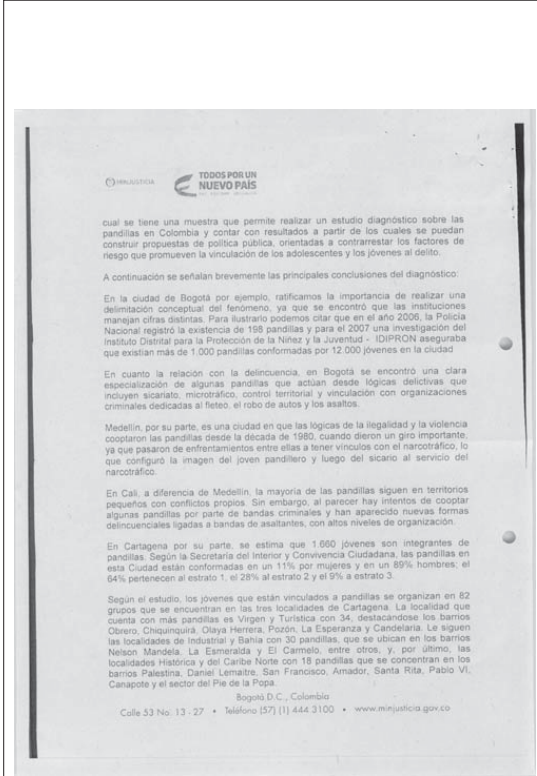 MINJUSTICIA
TODOS POR UN
NUEVO PAÍS
cual se tiene una muestra que permite realizar un estudio diagnóstico sobre las
pandillas en Colombia y contar con resultados a partir de los cuales se puedan
construir propuestas de política pública, orientadas a contrarrestar los factores de
riesgo que promueven la vinculación de los adolescentes y los jóvenes al delito.
A continuación se señalan brevemente las principales conclusiones del diagnóstico:
En la ciudad de Bogotá por ejemplo, ratificamos la importancia de realizar una
delimitación conceptual del fenómeno, ya que se encontró que las instituciones
manejan cifras distintas. Para ilustrarlo podemos citar que en el año 2006, la Policía
Nacional registró la existencia de 198 pandillas y para el 2007 una investigación del
Instituto Distrital para la Protección de la Niñez y la Juventud - IDIPRON aseguraba
que existían más de 1.000 pandillas conformadas por 12.000 jóvenes en la ciudad
En cuanto la relación con la delincuencia, en Bogotá se encontró una clara
especialización de algunas pandillas que actúan desde lógicas delictivas que
incluyen sicariato, microtráfico, control territorial y vinculación con organizaciones
criminales dedicadas al fleteo, el robo de autos y los asaltos.
Medellín, por su parte, es una ciudad en que las lógicas de la ilegalidad y la violencia
cooptaron las pandillas desde la década de 1980, cuando dieron un giro importante,
ya que pasaron de enfrentamientos entre ellas a tener vínculos con el narcotráfico, lo
que configuró la imagen del joven pandillero y luego del sicario al servicio del
narcotráfico.
En Cali, a diferencia de Medellín, la mayoría de las pandillas siguen en territorios
pequeños con conflictos propios. Sin embargo, al parecer hay intentos de cooptar
algunas pandillas por parte de bandas criminales y han aparecido nuevas formas
delincuenciales ligadas a bandas de asaltantes, con altos niveles de organización.
En Cartagena por su parte, se estima que 1.660 jóvenes son integrantes de
pandillas. Según la Secretaría del Interior y Convivencia Ciudadana, las pandillas en
esta Ciudad están conformadas en un 11% por mujeres y en un 89% hombres; el
64% pertenecen al estrato 1, el 28% al estrato 2 y el 9% a estrato 3.
Según el estudio, los jóvenes que están vinculados a pandillas se organizan en 82
grupos que se encuentran en las tres localidades de Cartagena. La localidad que
cuenta con más pandillas es Virgen y Turística con 34, destacándose los barrios
Obrero, Chiquinquirá, Olaya Herrera, Pozón, La Esperanza y Candelaria. Le siguen
las localidades de Industrial y Bahía con 30 pandillas, que se ubican en los barrios
Nelson Mandela, La Esmeralda y El Carmelo, entre otros, y, por último, las
localidades Histórica y del Caribe Norte con 18 pandillas que se concentran en los
barrios Palestina, Daniel Lemaitre, San Francisco, Amador, Santa Rita, Pablo VI,
Canapote y el sector del Pie de la Popa.
Bogotá D.C., Colombia
Calle 53 No. 13 - 27 • Teléfono (57) (1) 444 3100 • www.minjusticia.gov.co